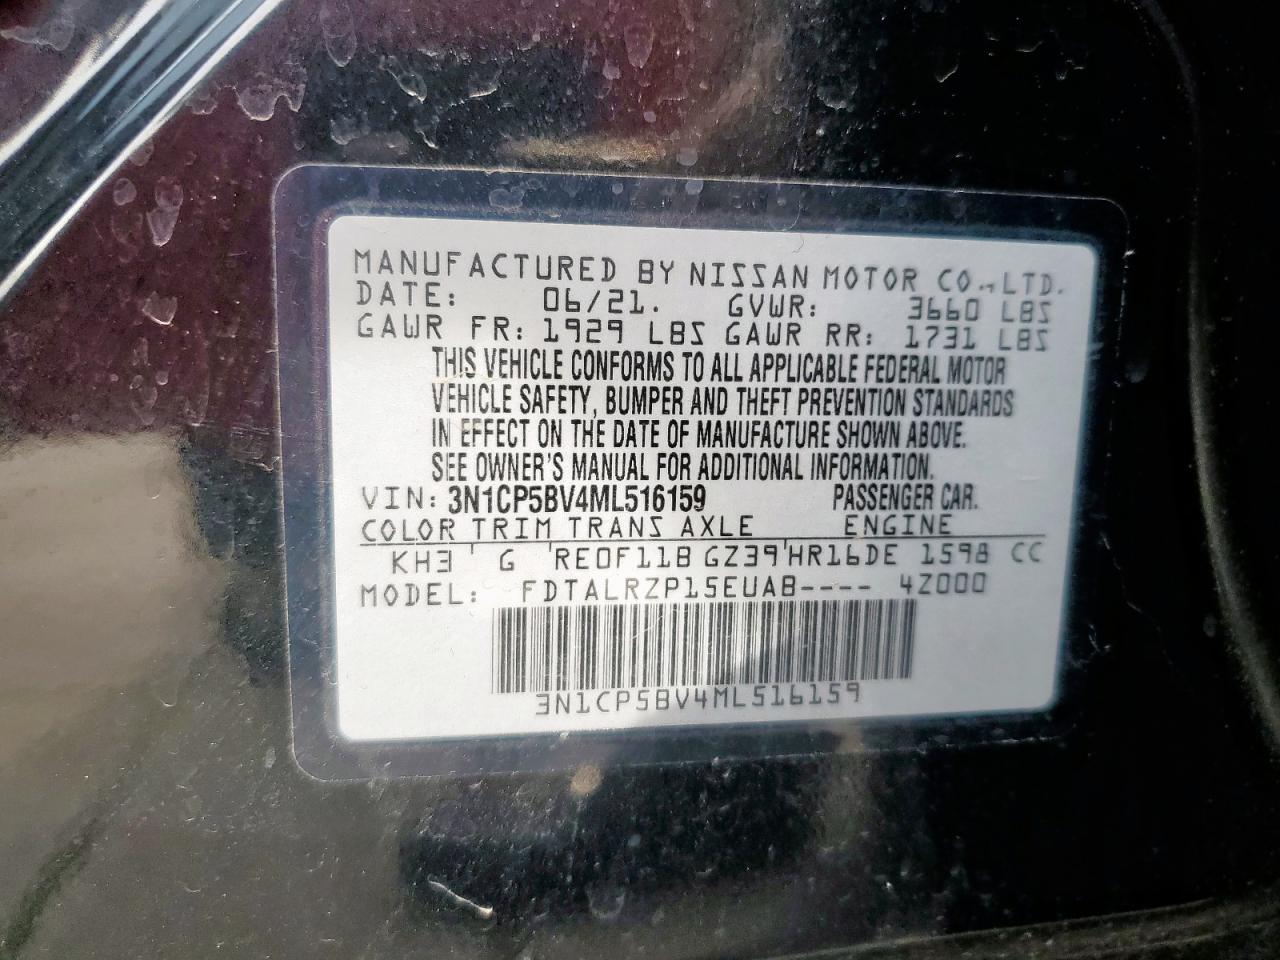 MANUFACTURED BY NISSAN MOTOR CO., LTD.
DATE: 06/21. GVWR: 3660 LBS
GAWR FR: 1929 LBS GAWR RR: 1731 LBS
THIS VEHICLE CONFORMS TO ALL APPLICABLE FEDERAL MOTOR
VEHICLE SAFETY, BUMPER AND THEFT PREVENTION STANDARDS
IN EFFECT ON THE DATE OF MANUFACTURE SHOWN ABOVE.
SEE OWNER'S MANUAL FOR ADDITIONAL INFORMATION.
VIN: 3N1CP5BV4ML516159 PASSENGER CAR.
COLOR TRIM TRANS AXLE ENGINE
KH3 ' G 'RE0F11B GZ39'HR16DE 1598 CC
MODEL: FDTALRZP15EUAB---- 4Z000
3N1CP5BV4ML516159